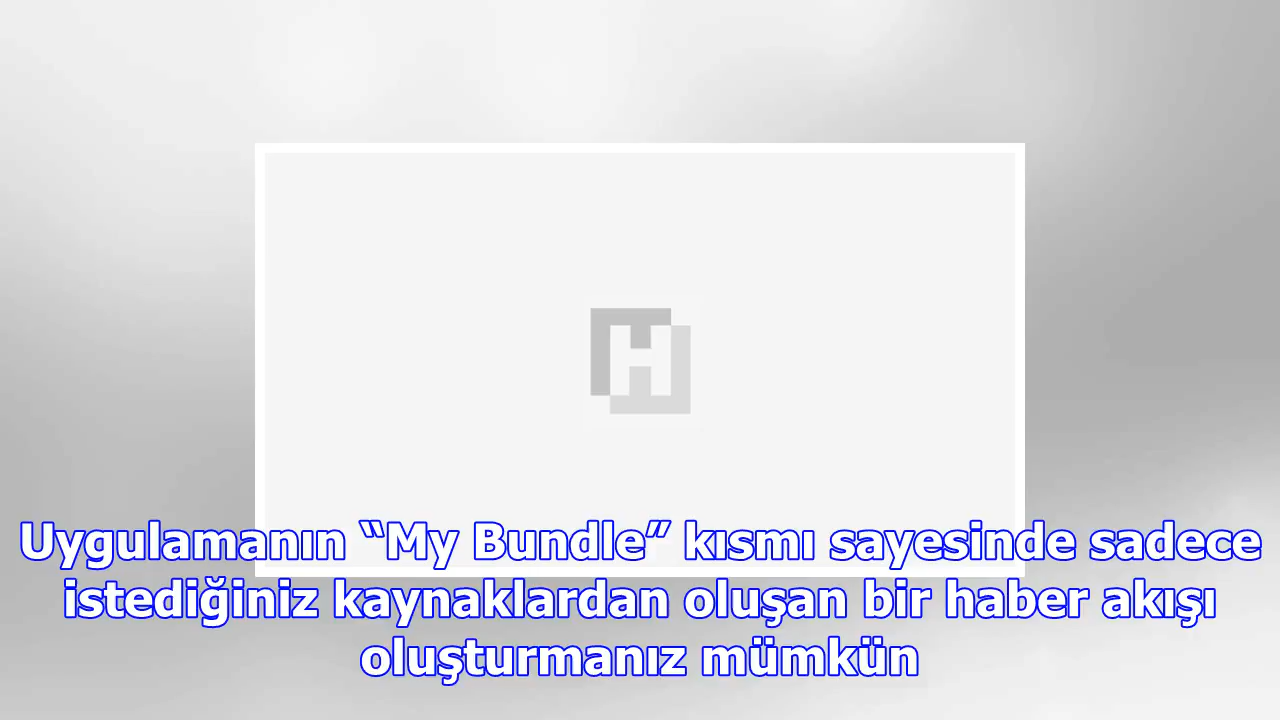 H
Uygulamanın “My Bundle” kısmı sayesinde sadece
istediğiniz kaynaklardan oluşan bir haber akışı
oluşturmanız mümkün